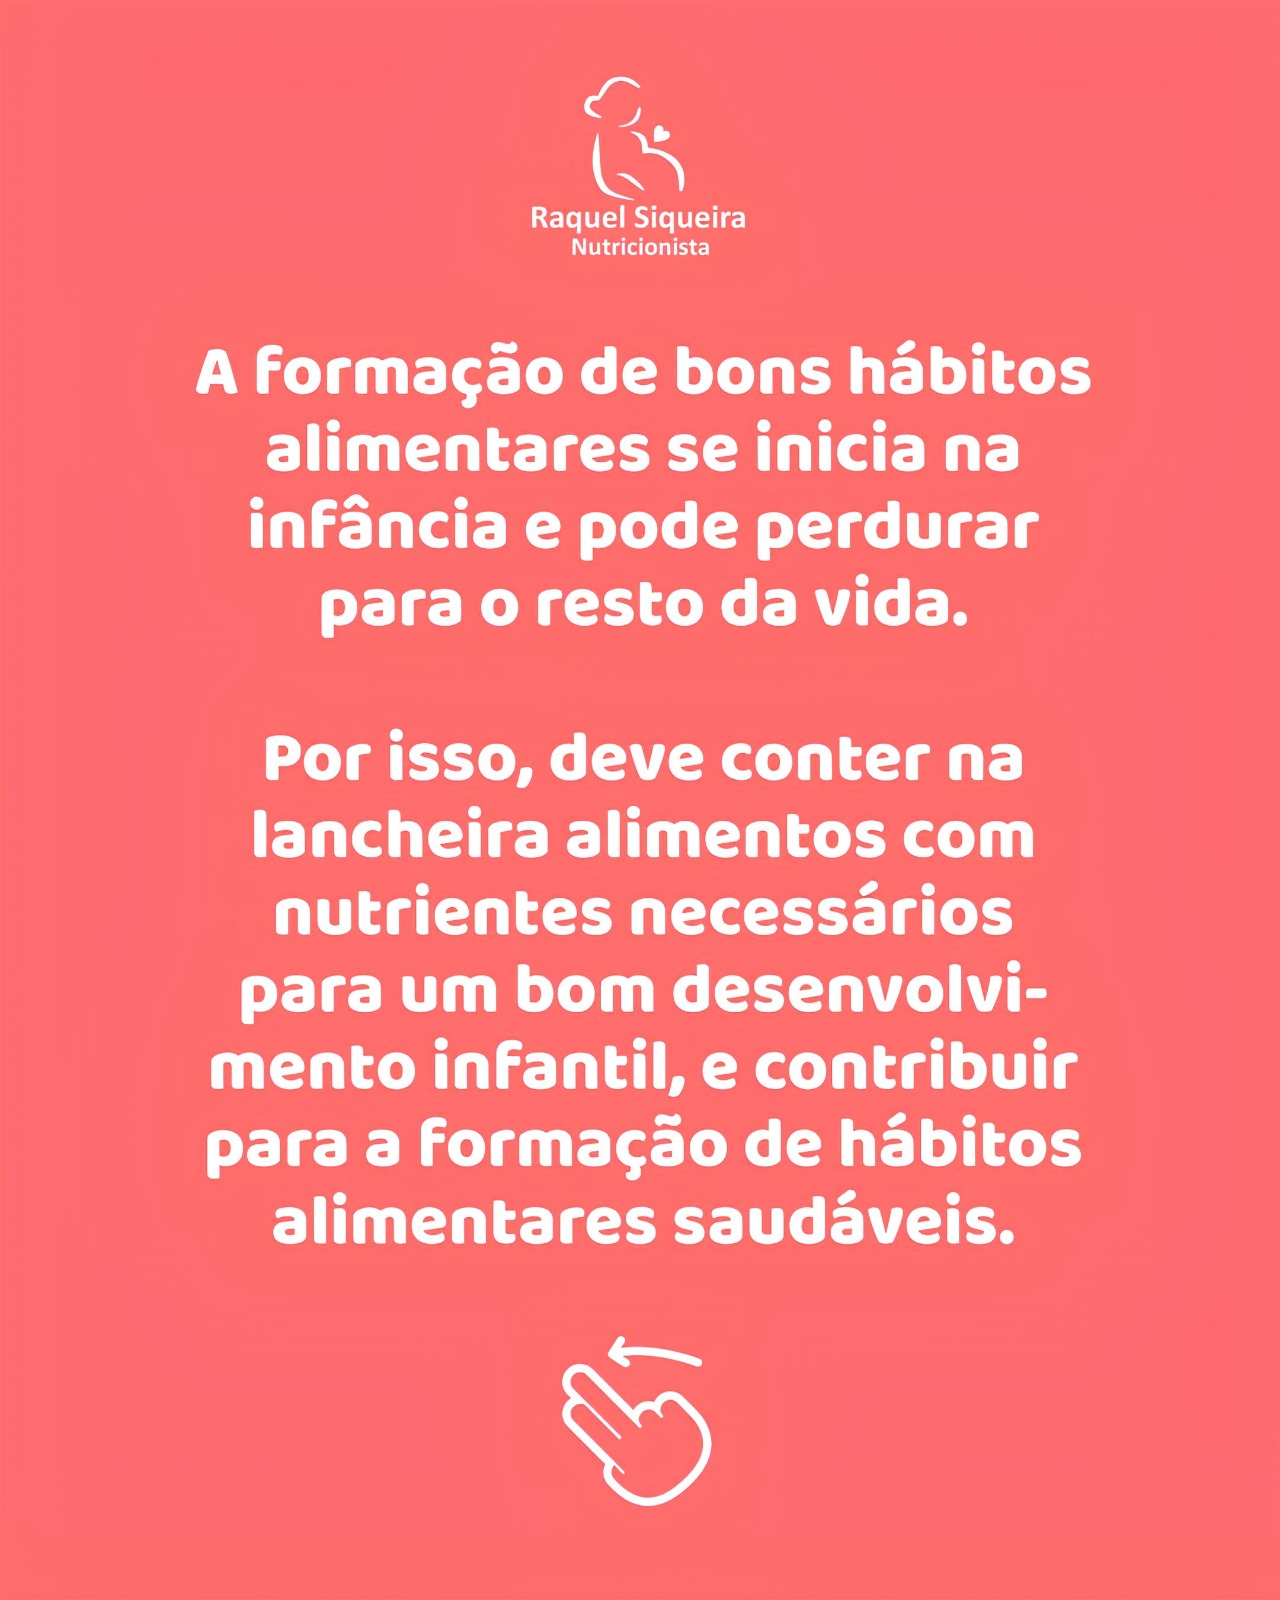 Raquel Siqueira
Nutricionista
A formação de bons hábitos
alimentares se inicia na
infância e pode perdurar
para o resto da vida.
Por isso, deve conter na
lancheira alimentos com
nutrientes necessários
para um bom desenvolvi-
mento infantil, e contribuir
para a formação de hábitos
alimentares saudáveis.